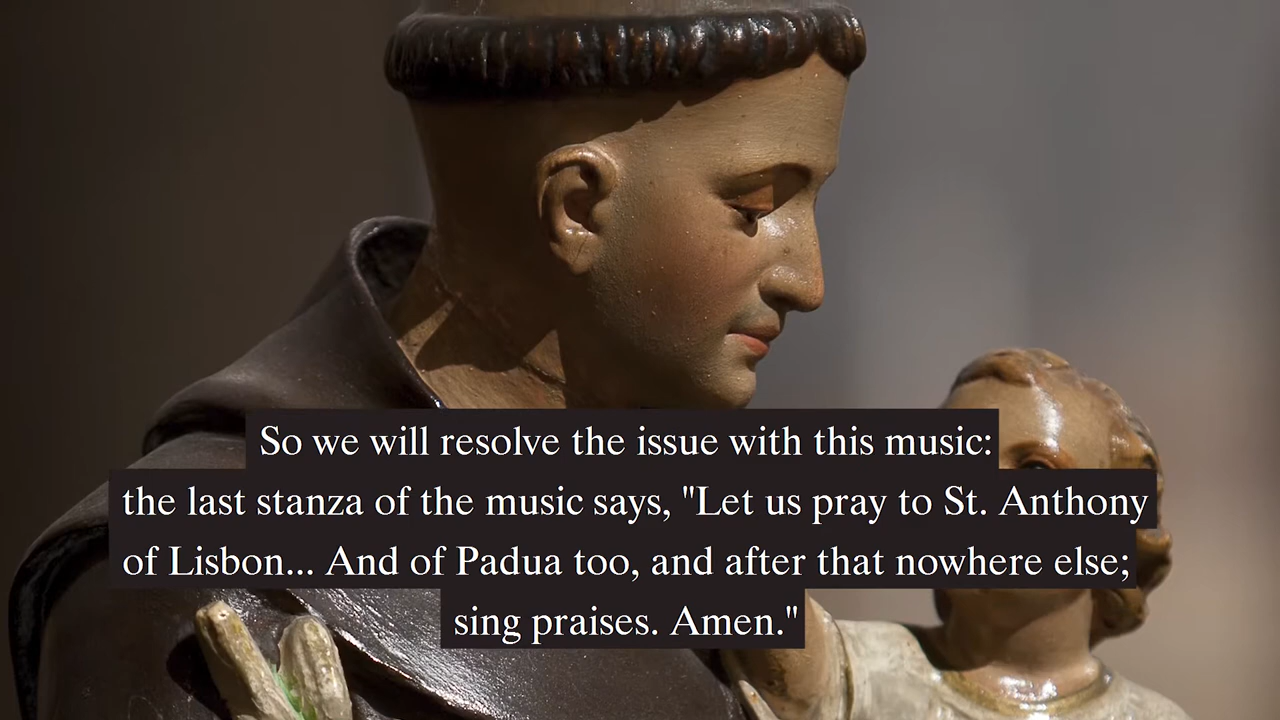 So we will resolve the issue with this music:
the last stanza of the music says, "Let us pray to St. Anthony
of Lisbon... And of Padua too, and after that nowhere else;
sing praises. Amen."